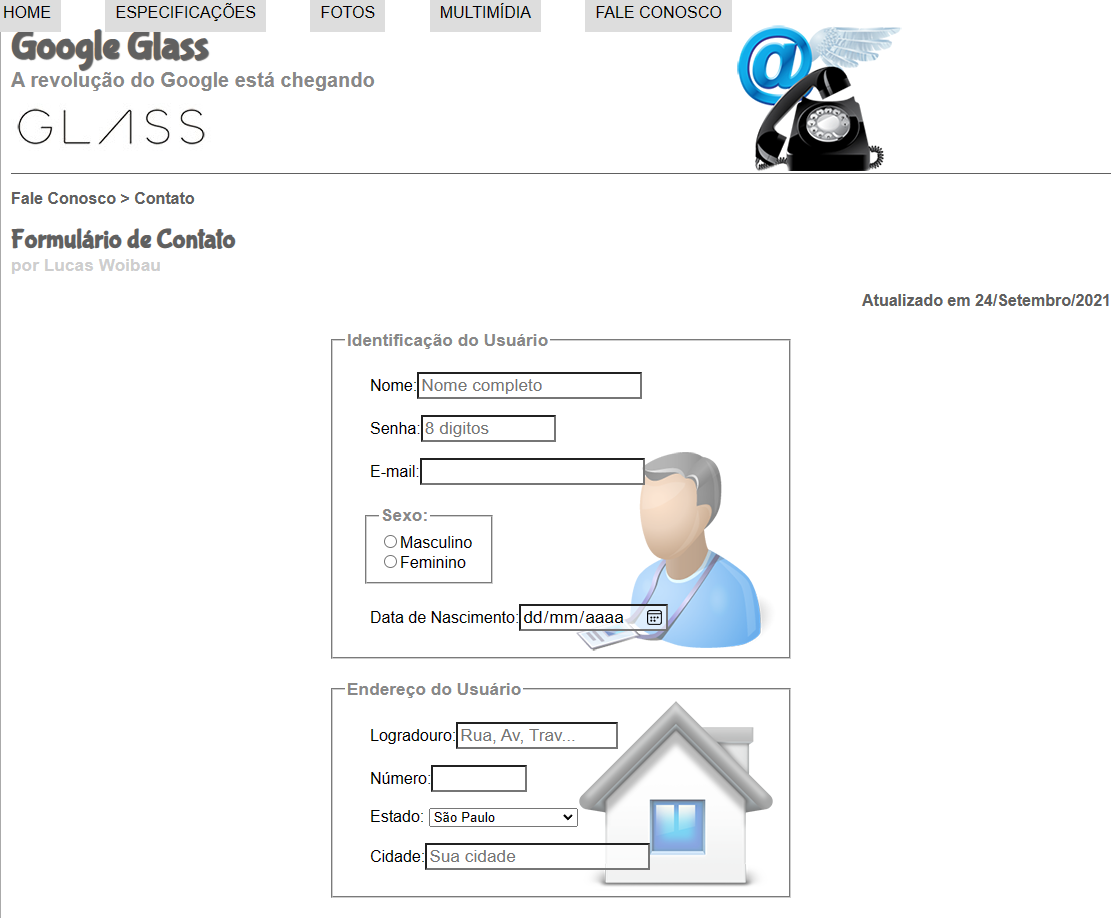 HOME ESPECIFICAÇÕES FOTOS MULTIMÍDIA FALE CONOSCO
Google Glass
A revolução do Google está chegando
GLASS
@
Fale Conosco > Contato
Formulário de Contato
por Lucas Woibau
Atualizado em 24/Setembro/2021
Identificação do Usuário
Nome: Nome completo
Senha: 8 digitos
E-mail:
Sexo:
Masculino
Feminino
Data de Nascimento: dd/mm/aaaa
Endereço do Usuário
Logradouro: Rua, Av, Trav...
Número:
Estado: São Paulo
Cidade: Sua cidade